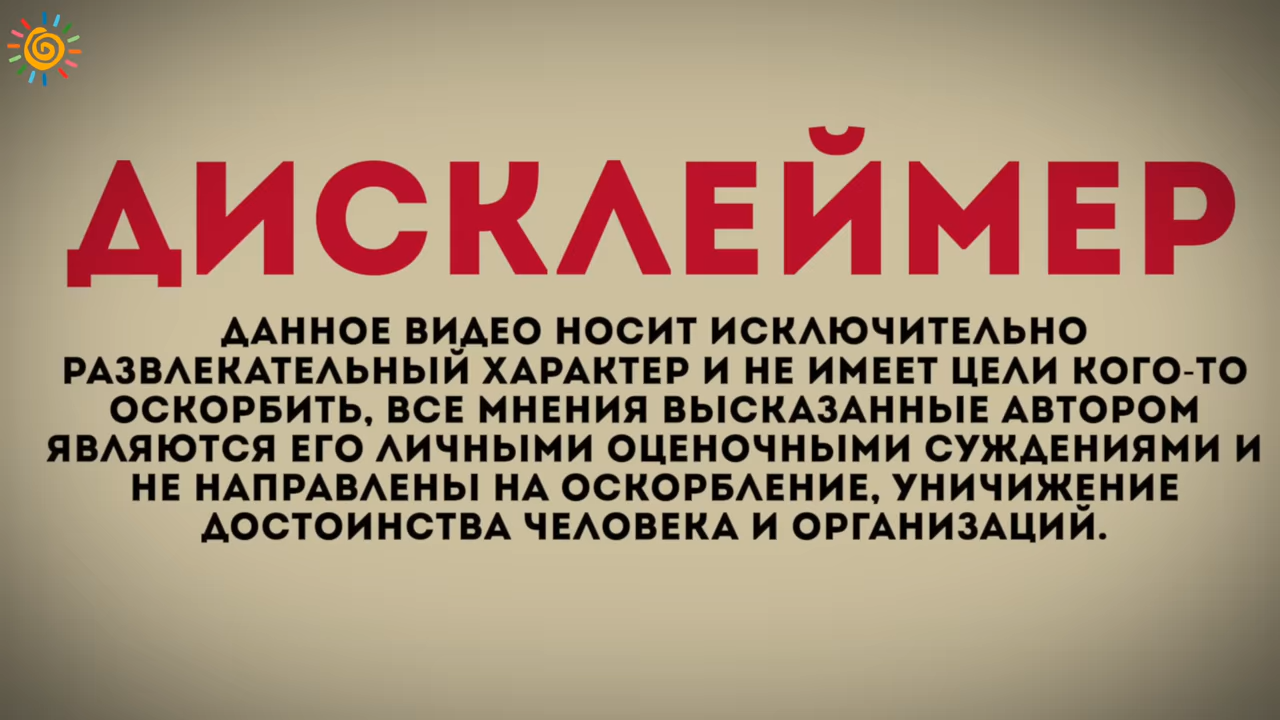 ДИСКЛЕЙМЕР
ДАННОЕ ВИДЕО НОСИТ ИСКЛЮЧИТЕЛЬНО
РАЗВЛЕКАТЕЛЬНЫЙ ХАРАКТЕР И НЕ ИМЕЕТ ЦЕЛИ КОГО-ТО
ОСКОРБИТЬ, ВСЕ МНЕНИЯ ВЫСКАЗАННЫЕ АВТОРОМ
ЯВЛЯЮТСЯ ЕГО ЛИЧНЫМИ ОЦЕНОЧНЫМИ СУЖДЕНИЯМИ И
НЕ НАПРАВЛЕНЫ НА ОСКОРБЛЕНИЕ, УНИЧИЖЕНИЕ
ДОСТОИНСТВА ЧЕЛОВЕКА И ОРГАНИЗАЦИЙ.